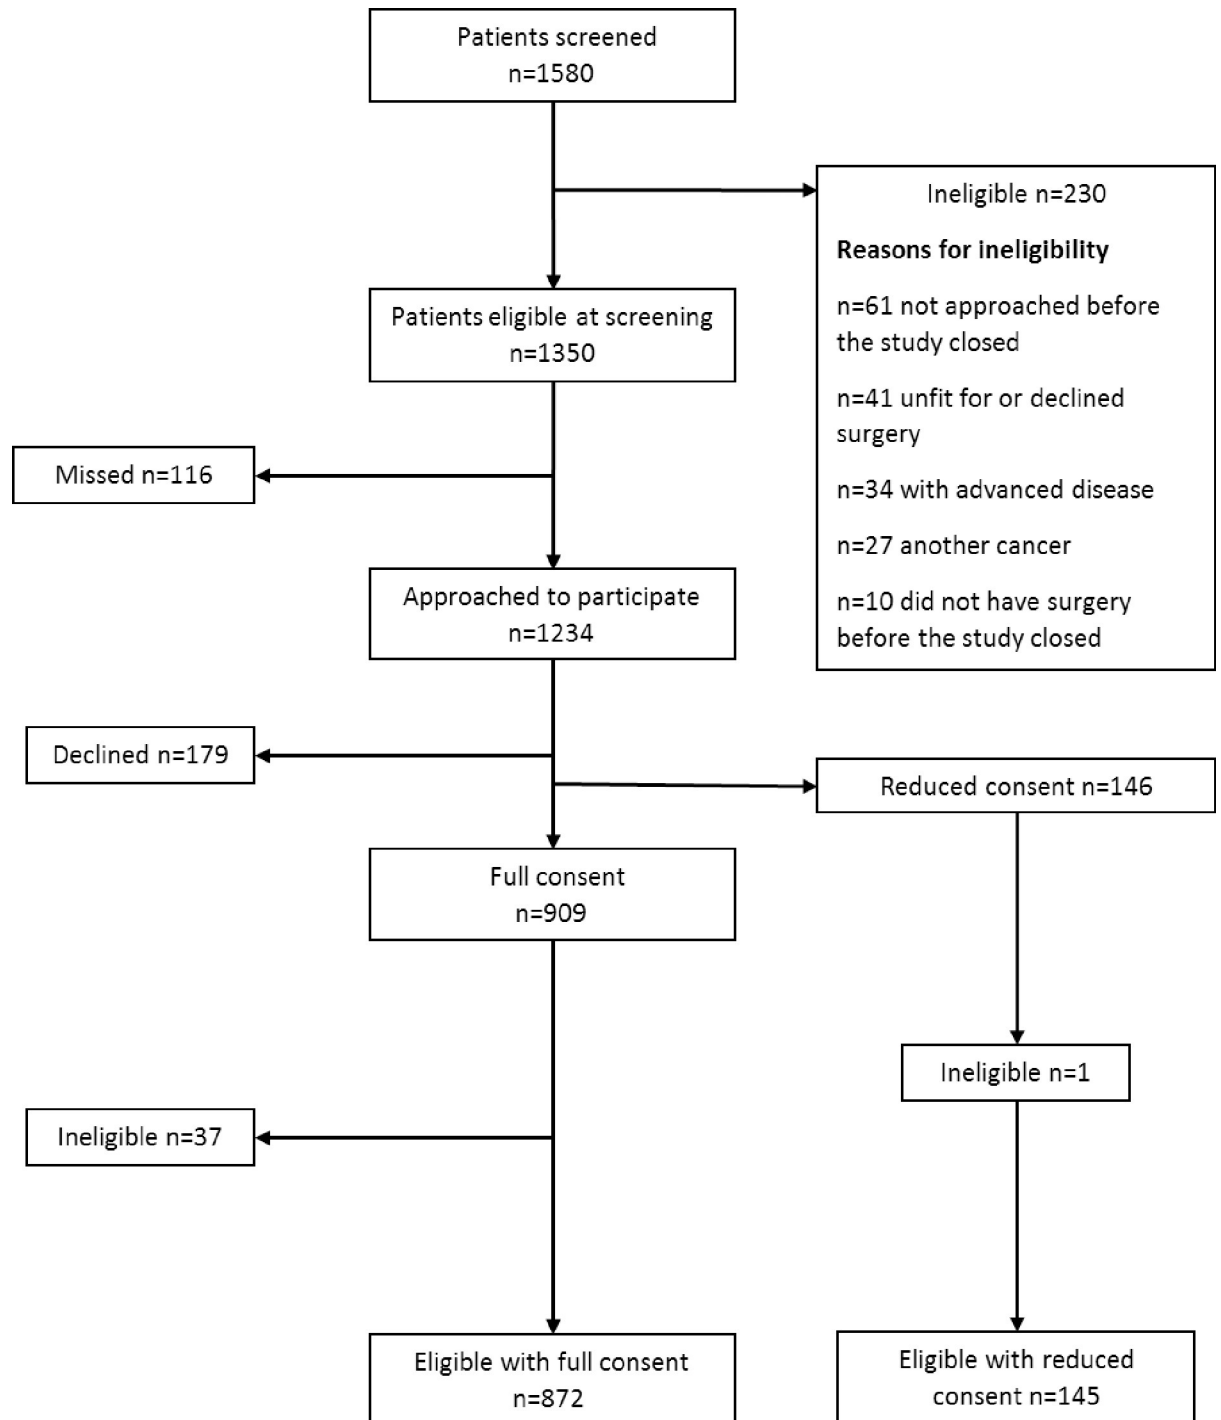 Patients screened
n=1580
Ineligible n=230
Reasons for ineligibility
n=61 not approached before
the study closed
n=41 unfit for or declined
surgery
n=34 with advanced disease
n=27 another cancer
n=10 did not have surgery
before the study closed
Patients eligible at screening
n=1350
Missed n=116
Approached to participate
n=1234
Declined n=179
Reduced consent n=146
Full consent
n=909
Ineligible n=1
Ineligible n=37
Eligible with full consent
n=872
Eligible with reduced
consent n=145